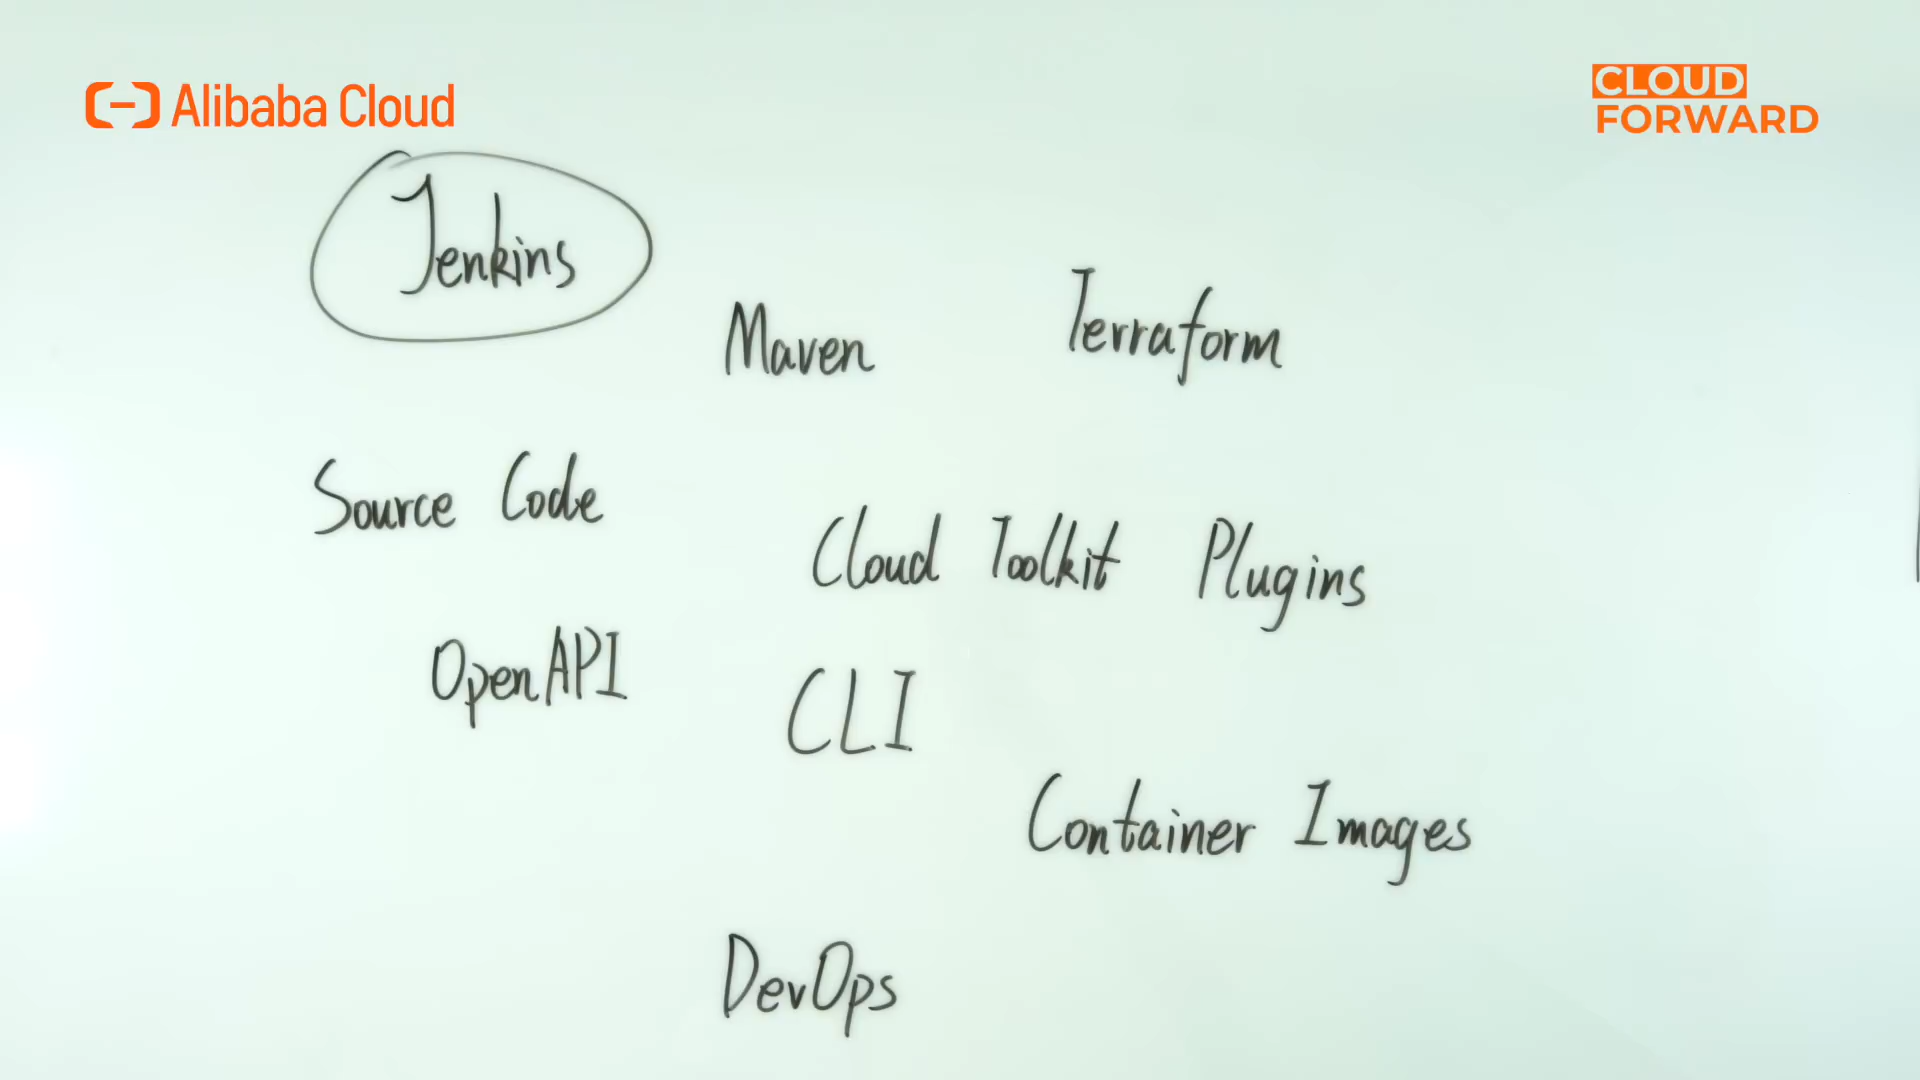 Alibaba Cloud
CLOUD
FORWARD
Jenkins
Maven
Terraform
Source Code
Cloud Toolkit Plugins
OpenAPI
CLI
Container Images
DevOps